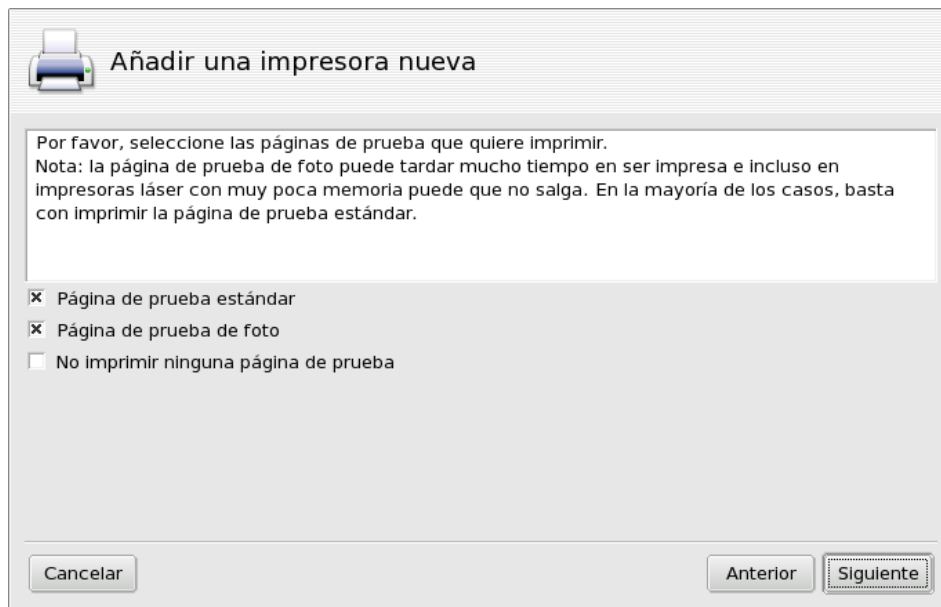 Añadir una impresora nueva
Por favor, seleccione las páginas de prueba que quiere imprimir.
Nota: la página de prueba de foto puede tardar mucho tiempo en ser impresa e incluso en
impresoras láser con muy poca memoria puede que no salga. En la mayoría de los casos, basta
con imprimir la página de prueba estándar.
Página de prueba estándar
Página de prueba de foto
No imprimir ninguna página de prueba
Cancelar
Anterior
Siguiente